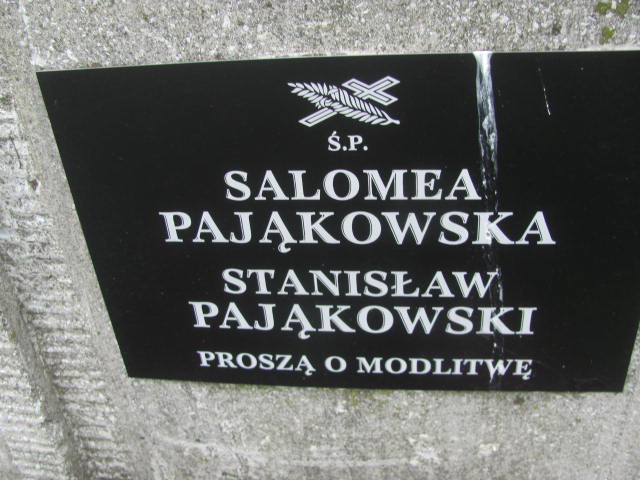 Ś.P.
SALOMEA
PAJĄKOWSKA
STANISŁAW
PAJĄKOWSKI
PROSZĄ O MODLITWĘ